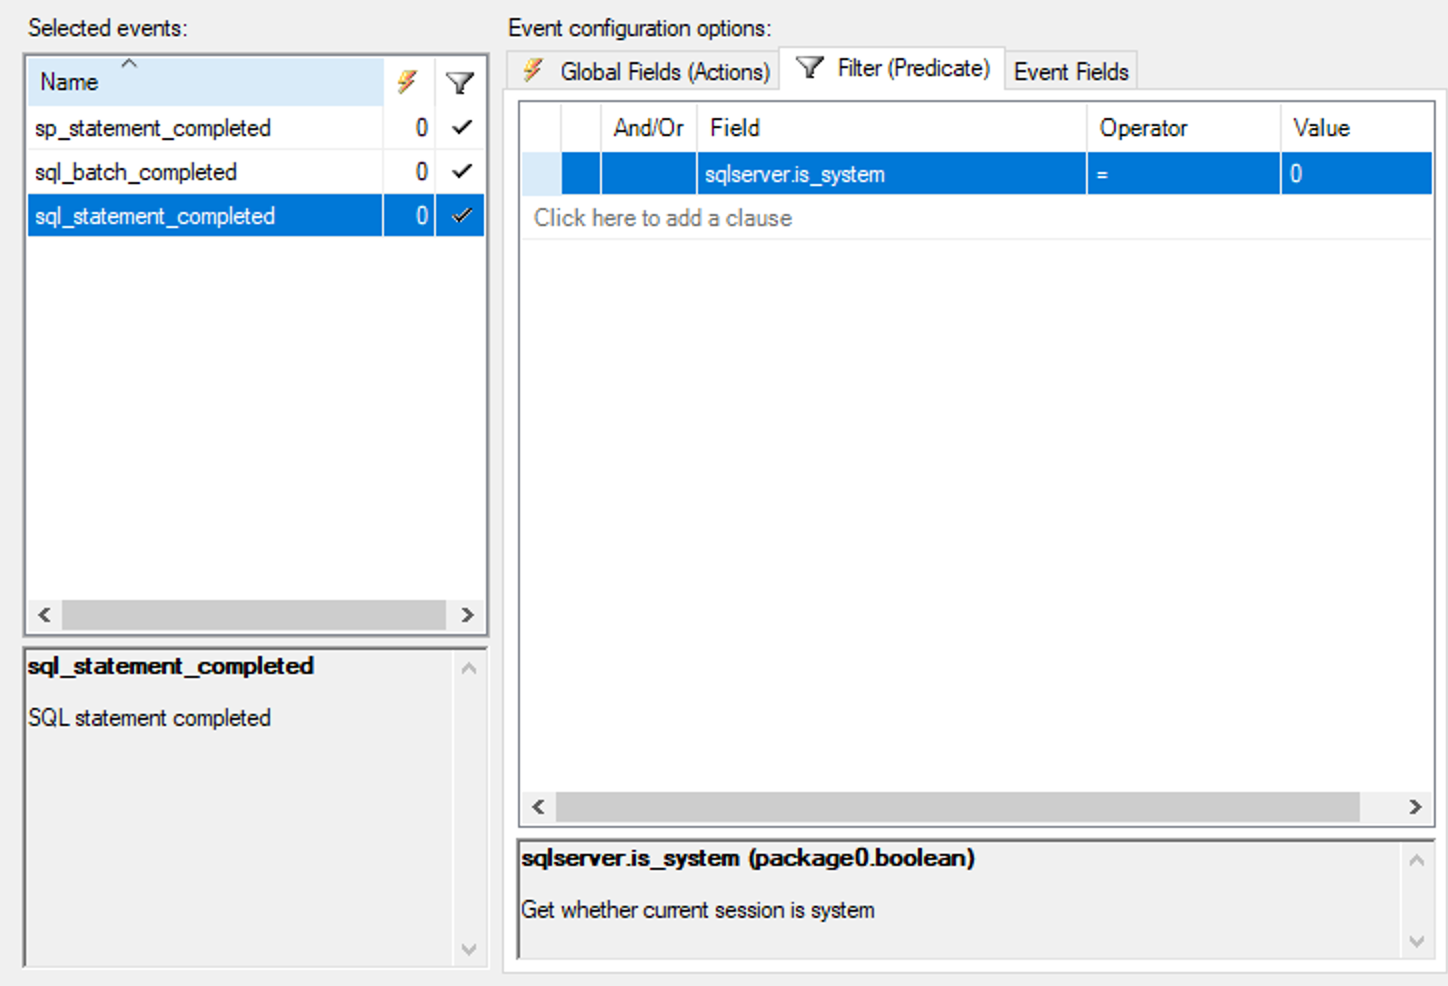 Selected events:
Name
sp_statement_completed 0
sql_batch_completed 0
sql_statement_completed 0
sql_statement_completed
SQL statement completed
Event configuration options:
Global Fields (Actions) Filter (Predicate) Event Fields
And/Or Field Operator Value
sqlserver.is_system = 0
Click here to add a clause
sqlserver.is_system (package0.boolean)
Get whether current session is system